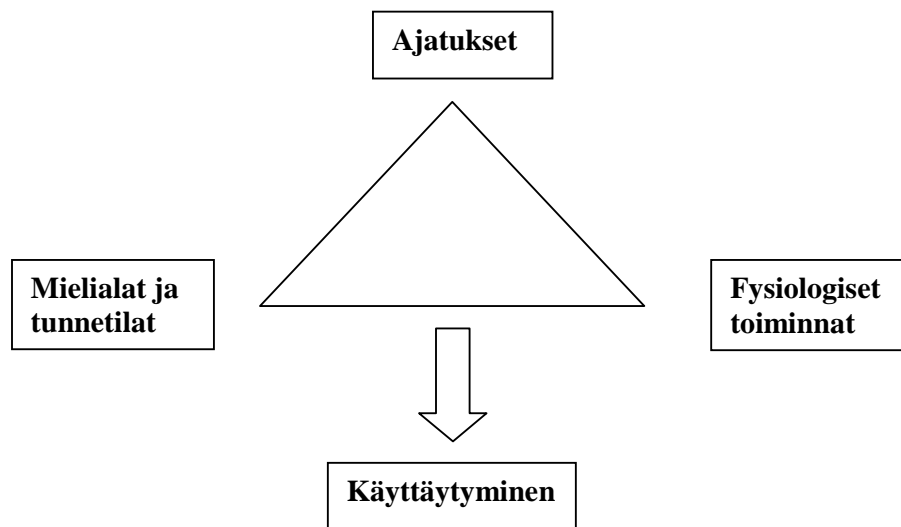 Ajatukset
Mielialat ja
tunnetilat
Fysiologiset
toiminnat
Käyttäytyminen